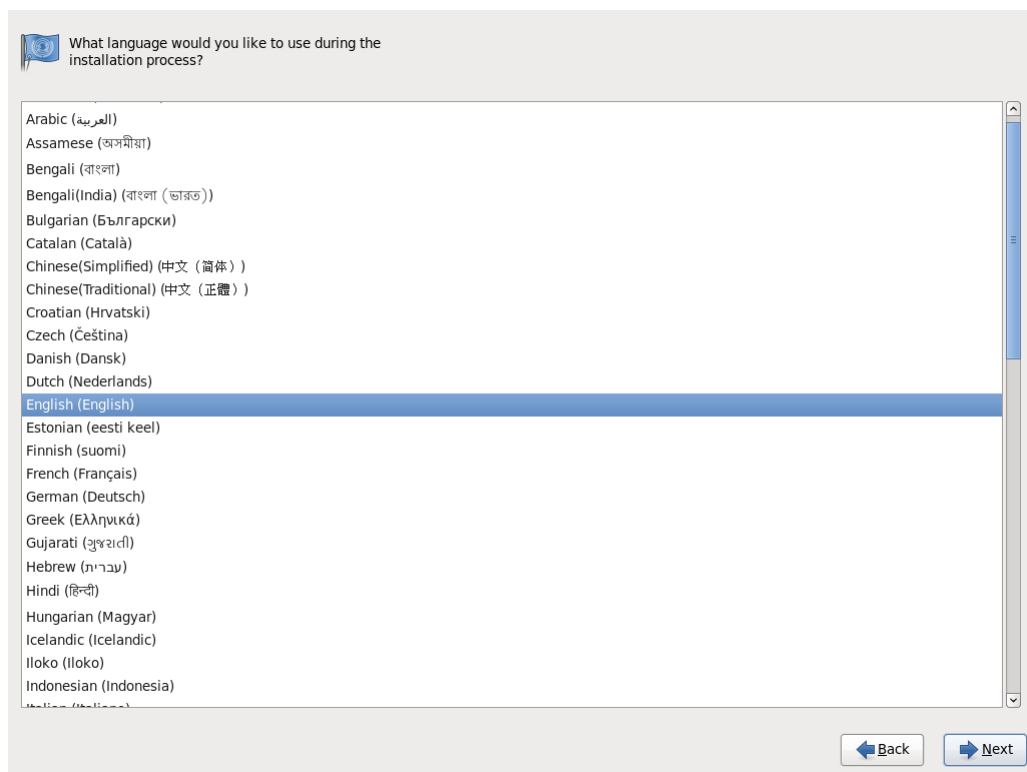 What language would you like to use during the
installation process?
Arabic (العربية)
Assamese (অসমীয়া)
Bengali (বাংলা)
Bengali(India) (বাংলা (ভারত))
Bulgarian (Български)
Catalan (Català)
Chinese(Simplified) (中文（简体）)
Chinese(Traditional) (中文（正體）)
Croatian (Hrvatski)
Czech (Čeština)
Danish (Dansk)
Dutch (Nederlands)
English (English)
Estonian (eesti keel)
Finnish (suomi)
French (Français)
German (Deutsch)
Greek (Ελληνικά)
Gujarati (ગુજરાતી)
Hebrew (עברית)
Hindi (हिन्दी)
Hungarian (Magyar)
Icelandic (Icelandic)
Iloko (Iloko)
Indonesian (Indonesia)
Italian (Italiano)
Back
Next